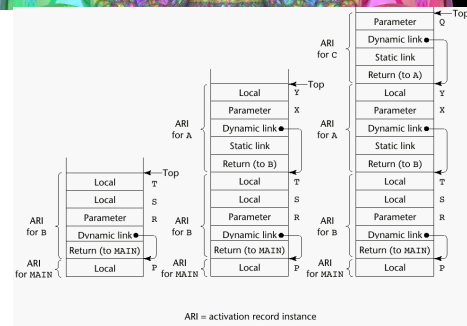 Top
Parameter Q
Dynamic link
ARI
for C
Static link
Return (to A)
Top
Local Y
Parameter X
ARI
for A
Dynamic link
Static link
Return (to B)
Local T
Local S
ARI
for B
Parameter R
Dynamic link
Return (to MAIN)
ARI
for MAIN
Local P
Local Y
Parameter X
ARI
for A
Dynamic link
Static link
Return (to B)
Local T
Local S
ARI
for B
Parameter R
Dynamic link
Return (to MAIN)
ARI
for MAIN
Local P
Top
Local T
Local S
ARI
for B
Parameter R
Dynamic link
Return (to MAIN)
ARI
for MAIN
Local P
ARI = activation record instance